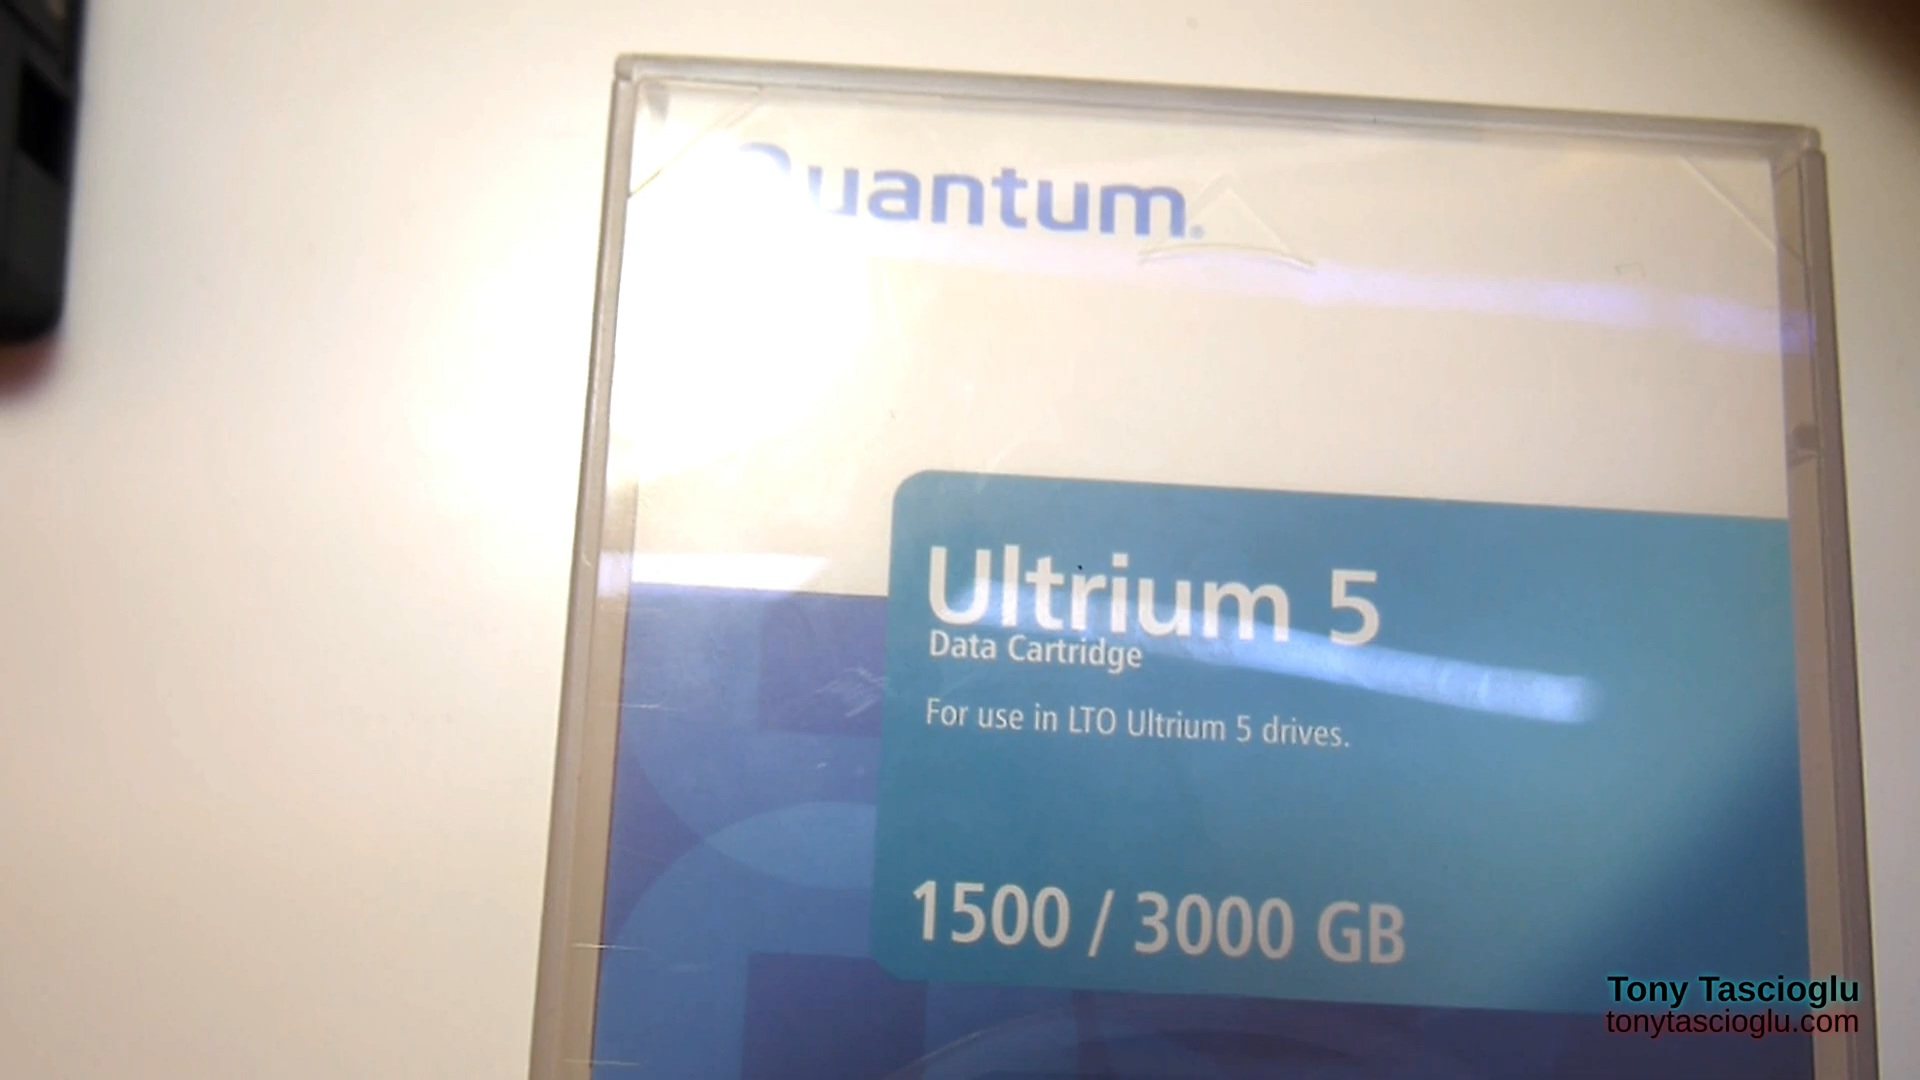 Quantum.
Ultrium 5
Data Cartridge
For use in LTO Ultrium 5 drives.
1500 / 3000 GB
Tony Tascioglu
tonytascioglu.com